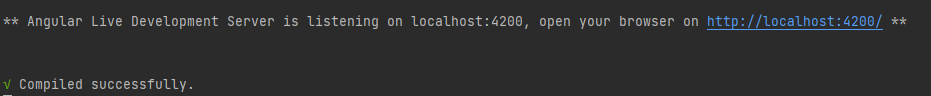 ** Angular Live Development Server is listening on localhost:4200, open your browser on http://localhost:4200/ **
√ Compiled successfully.